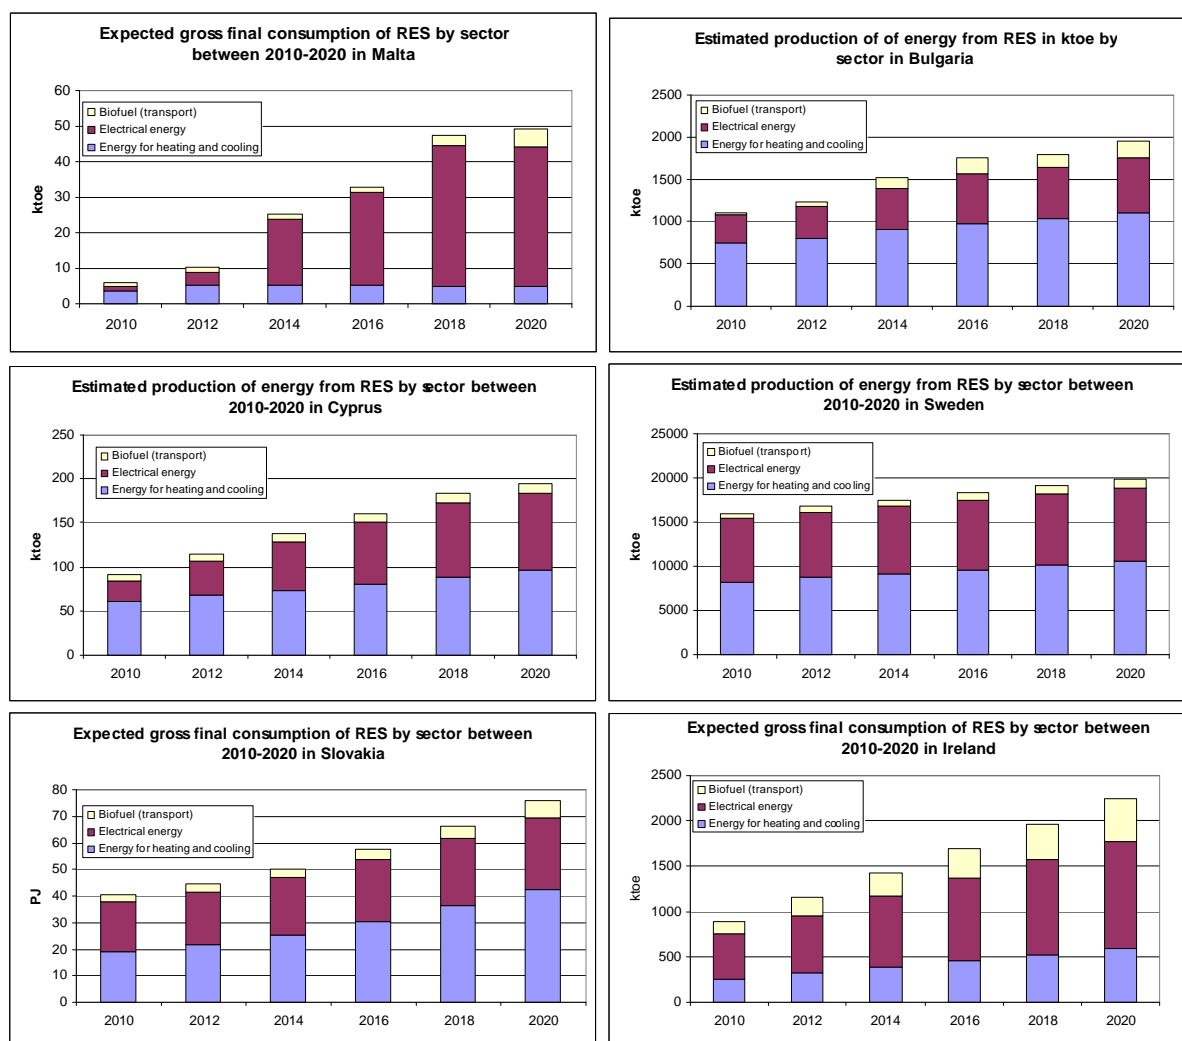 Expected gross final consumption of RES by sector
between 2010-2020 in Malta
60
50
40
30
20
10
0
ktoe
Biofuel (transport)
Electrical energy
Energy for heating and cooling
2010 2012 2014 2016 2018 2020
Estimated production of of energy from RES in ktoe by
sector in Bulgaria
2500
2000
1500
1000
500
0
ktoe
Biofuel (transport)
Electrical energy
Energy for heating and cooling
2010 2012 2014 2016 2018 2020
Estimated production of energy from RES by sector between
2010-2020 in Cyprus
250
200
150
100
50
0
ktoe
Biofuel (transport)
Electrical energy
Energy for heating and cooling
2010 2012 2014 2016 2018 2020
Estimated production of energy from RES by sector between
2010-2020 in Sweden
25000
20000
15000
10000
5000
0
ktoe
Biofuel (transport)
Electrical energy
Energy for heating and cooling
2010 2012 2014 2016 2018 2020
Expected gross final consumption of RES by sector between
2010-2020 in Slovakia
80
70
60
50
40
30
20
10
0
PJ
Biofuel (transport)
Electrical energy
Energy for heating and cooling
2010 2012 2014 2016 2018 2020
Expected gross final consumption of RES by sector between
2010-2020 in Ireland
2500
2000
1500
1000
500
0
ktoe
Biofuel (transport)
Electrical energy
Energy for heating and cooling
2010 2012 2014 2016 2018 2020